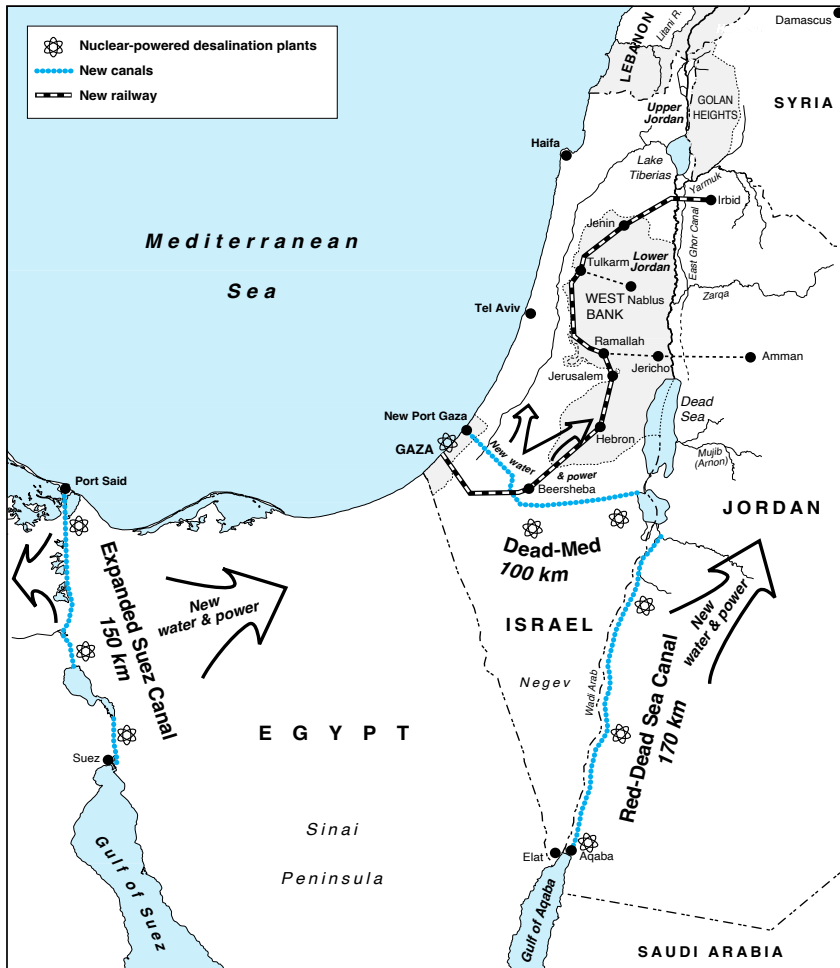 Nuclear-powered desalination plants
New canals
New railway
Damascus
Litani R.
LEBANON
Upper
Jordan
GOLAN
HEIGHTS
SYRIA
Haifa
Lake
Tiberias
Yarmuk
Irbid
Mediterranean
Sea
Jenin
East Ghor Canal
Tulkarm
Lower
Jordan
Nablus
WEST
BANK
Zarqa
Tel Aviv
Ramallah
Jericho
Amman
Jerusalem
Dead
Sea
New Port Gaza
GAZA
Hebron
New water
& power
Mujib
(Arnon)
Port Said
Beersheba
JORDAN
Expanded Suez Canal
150 km
New
water & power
Dead-Med
100 km
New
water & power
ISRAEL
Negev
Wadi Arab
Red-Dead Sea Canal
170 km
EGYPT
Suez
Sinai
Peninsula
Gulf of Suez
Elat
Aqaba
Gulf of Aqaba
SAUDI ARABIA